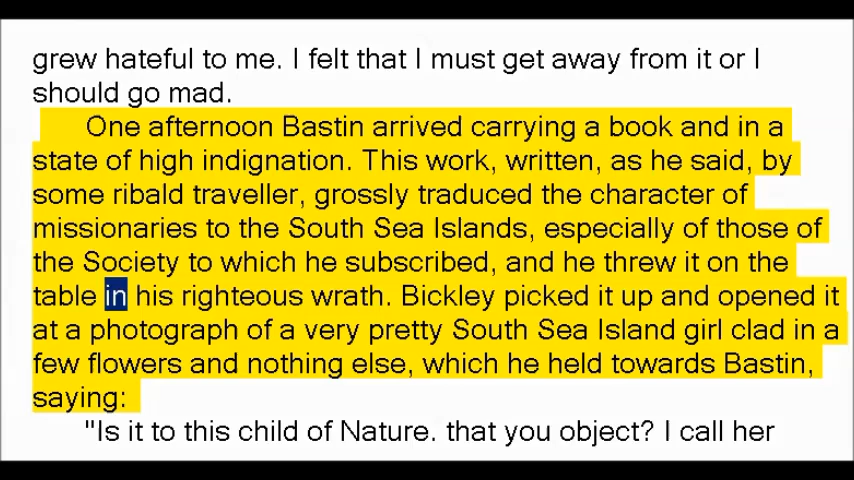 grew hateful to me. I felt that I must get away from it or I
should go mad.
One afternoon Bastin arrived carrying a book and in a
state of high indignation. This work, written, as he said, by
some ribald traveller, grossly traduced the character of
missionaries to the South Sea Islands, especially of those of
the Society to which he subscribed, and he threw it on the
table in his righteous wrath. Bickley picked it up and opened it
at a photograph of a very pretty South Sea Island girl clad in a
few flowers and nothing else, which he held towards Bastin,
saying:
"Is it to this child of Nature. that you object? I call her